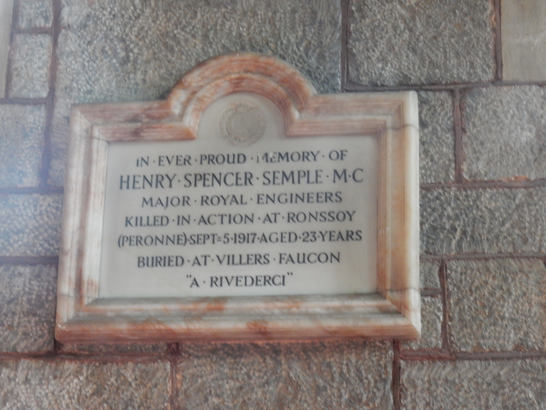 IN · EVER · PROUD · MEMORY · OF
HENRY · SPENCER · SEMPLE · M · C
MAJOR · ROYAL · ENGINEERS
KILLED · IN · ACTION · AT · RONSSOY
(PERONNE) · SEPT · 5 · 1917 · AGED · 23 · YEARS
BURIED · AT · VILLERS · FAUCON
"A · RIVEDERCI"